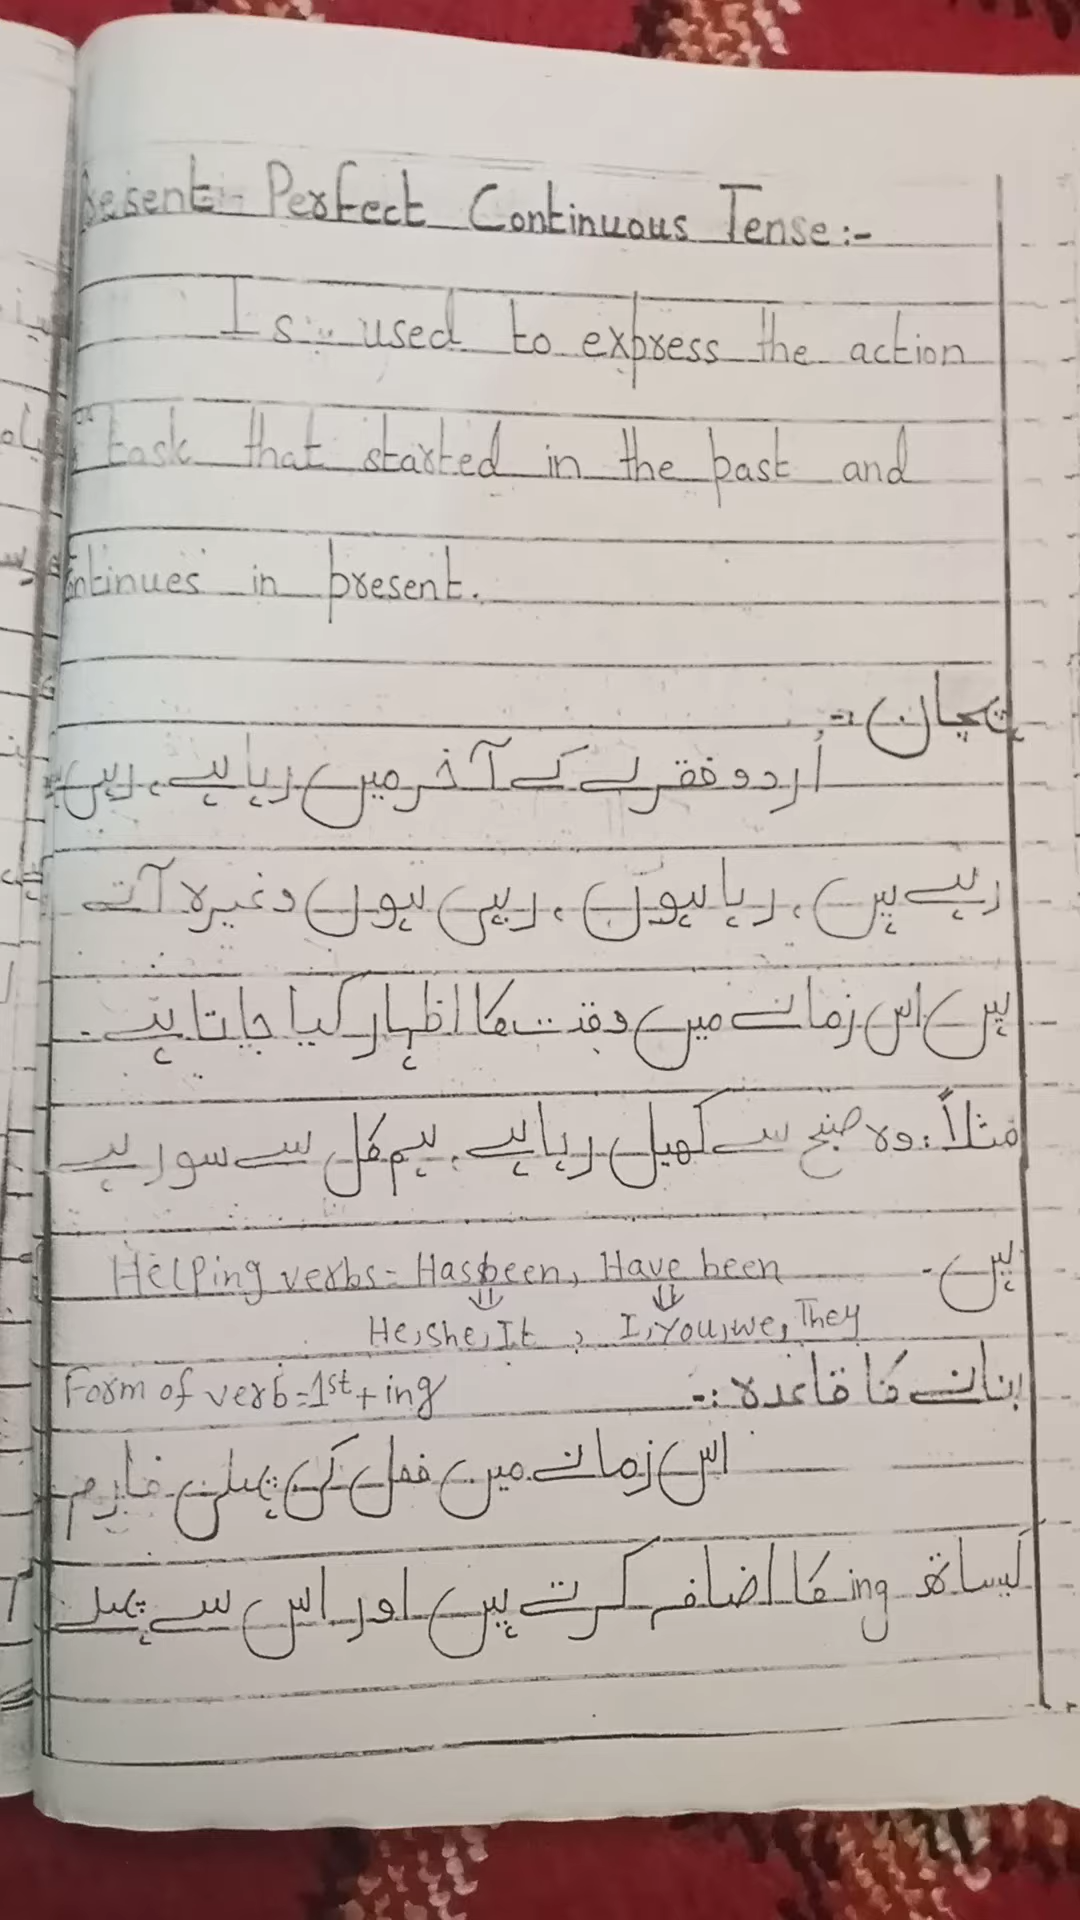 Present Perfect Continuous Tense:-
Is used to express the action
or task that started in the past and
continues in present.
پہچان :-
اُردو فقرے کے آخر میں رہا ہے، رہی
رہے ہیں، رہا ہوں، رہی ہوں وغیرہ آتے
ہیں اس زمانے میں وقت کا اظہار کیا جاتا ہے۔
مثلاً: وہ صبح سے کھیل رہا ہے۔ ہم کل سے سو رہے
ہیں۔
Helping verbs = Has been, Have been
He, she, It , I, You, we, They
بنانے کا قاعدہ :-
Form of verb = 1st + ing
اس زمانے میں فعل کی پہلی فارم
کیساتھ ing کا اضافہ کرتے ہیں اور اس سے پہلے